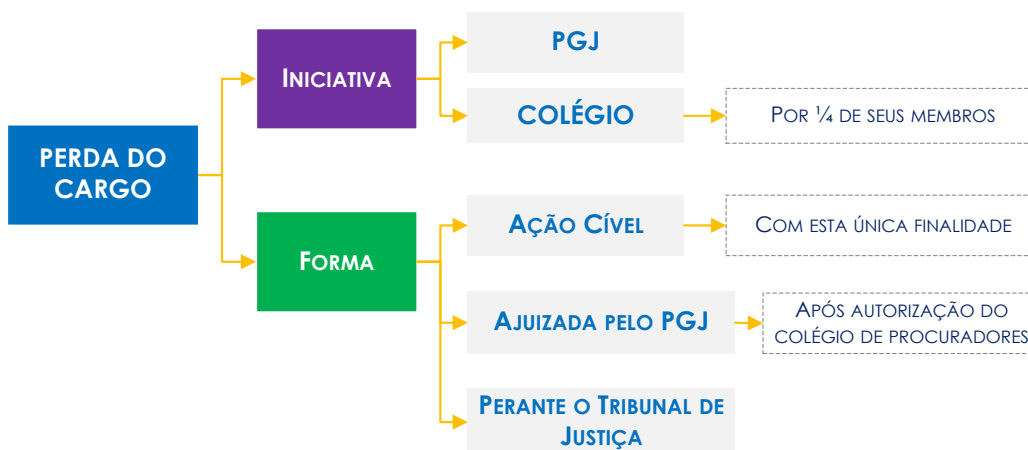 PERDA DO
CARGO
INICIATIVA
PGJ
COLÉGIO
POR ¼ DE SEUS MEMBROS
FORMA
AÇÃO CÍVEL
COM ESTA ÚNICA FINALIDADE
AJUIZADA PELO PGJ
APÓS AUTORIZAÇÃO DO
COLÉGIO DE PROCURADORES
PERANTE O TRIBUNAL DE
JUSTIÇA